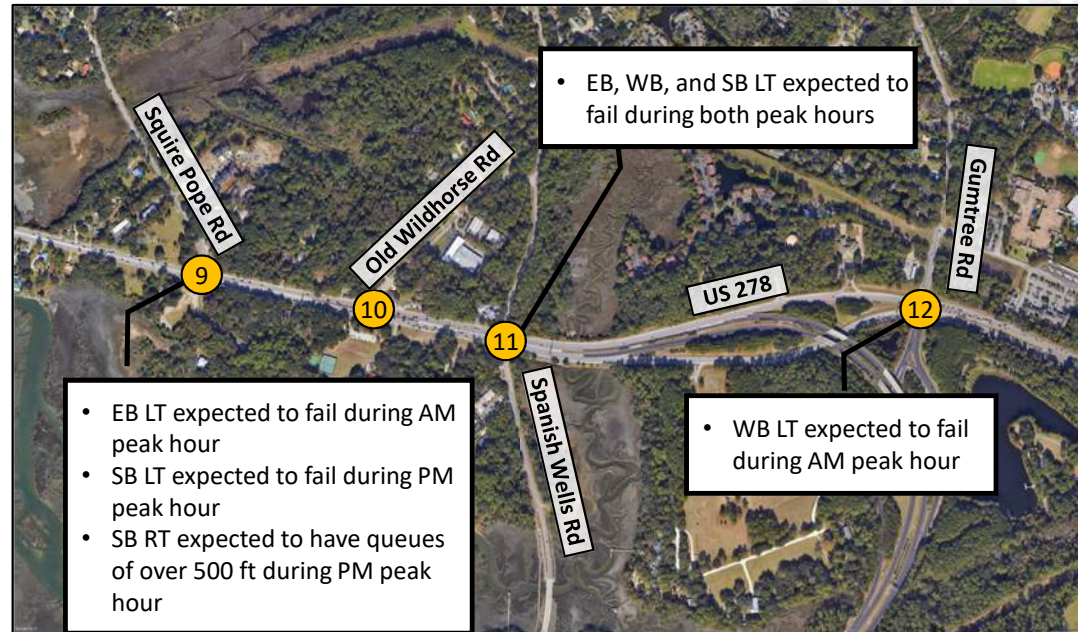 • EB, WB, and SB LT expected to
fail during both peak hours
Squire Pope Rd
Old Wildhorse Rd
Gumtree Rd
US 278
9
10
11
12
Spanish Wells Rd
• EB LT expected to fail during AM
peak hour
• SB LT expected to fail during PM
peak hour
• SB RT expected to have queues
of over 500 ft during PM peak
hour
• WB LT expected to fail
during AM peak hour